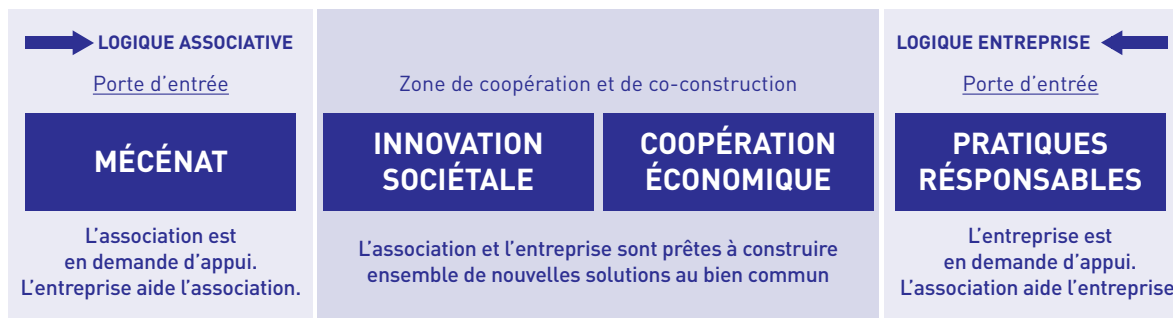 LOGIQUE ASSOCIATIVE
Porte d'entrée
MÉCÉNAT
L'association est
en demande d'appui.
L'entreprise aide l'association.
Zone de coopération et de co-construction
INNOVATION
SOCIÉTALE
COOPÉRATION
ÉCONOMIQUE
L'association et l'entreprise sont prêtes à construire
ensemble de nouvelles solutions au bien commun
LOGIQUE ENTREPRISE
Porte d'entrée
PRATIQUES
RÉSPONSABLES
L'entreprise est
en demande d'appui.
L'association aide l'entreprise